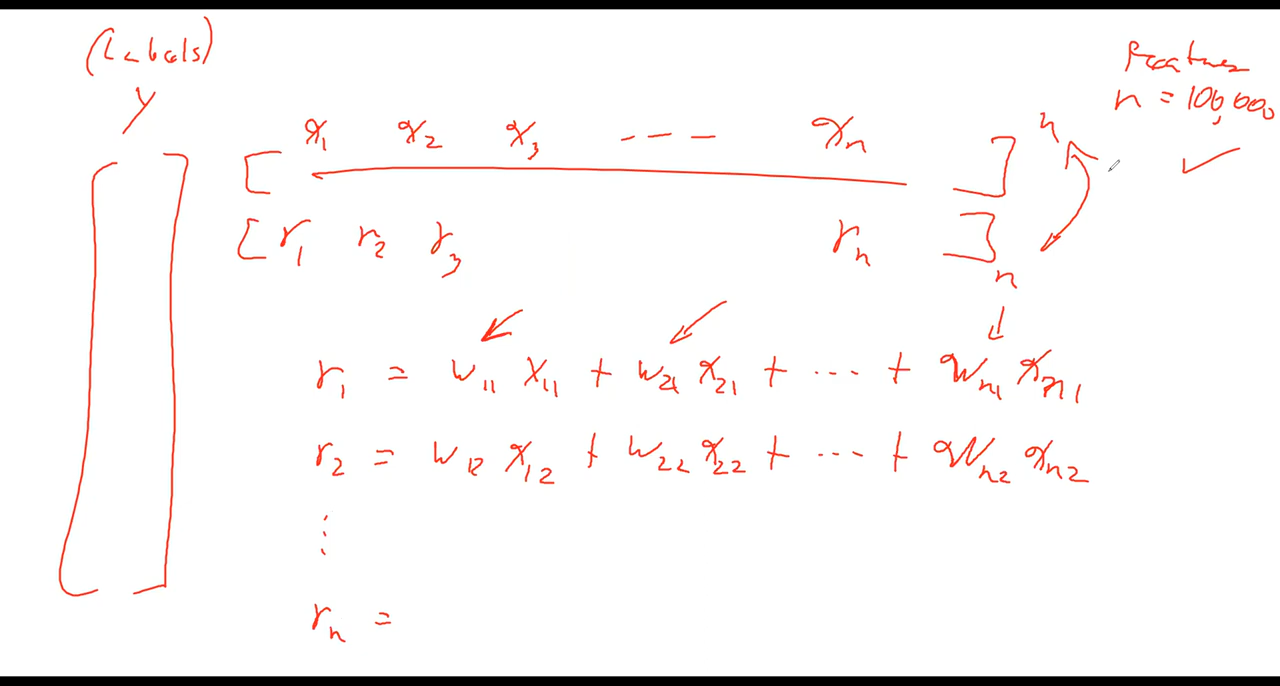 (Labels)
Y
Features
n = 100,000
x₁ x₂ x₃ --- xₙ
n
[ r₁ r₂ r₃ rₙ ]
n
r₁ = w₁₁ x₁₁ + w₂₁ x₂₁ + ... + wₙ₁ xₙ₁
r₂ = w₁₂ x₁₂ + w₂₂ x₂₂ + ... + wₙ₂ xₙ₂
⋮
rₙ =